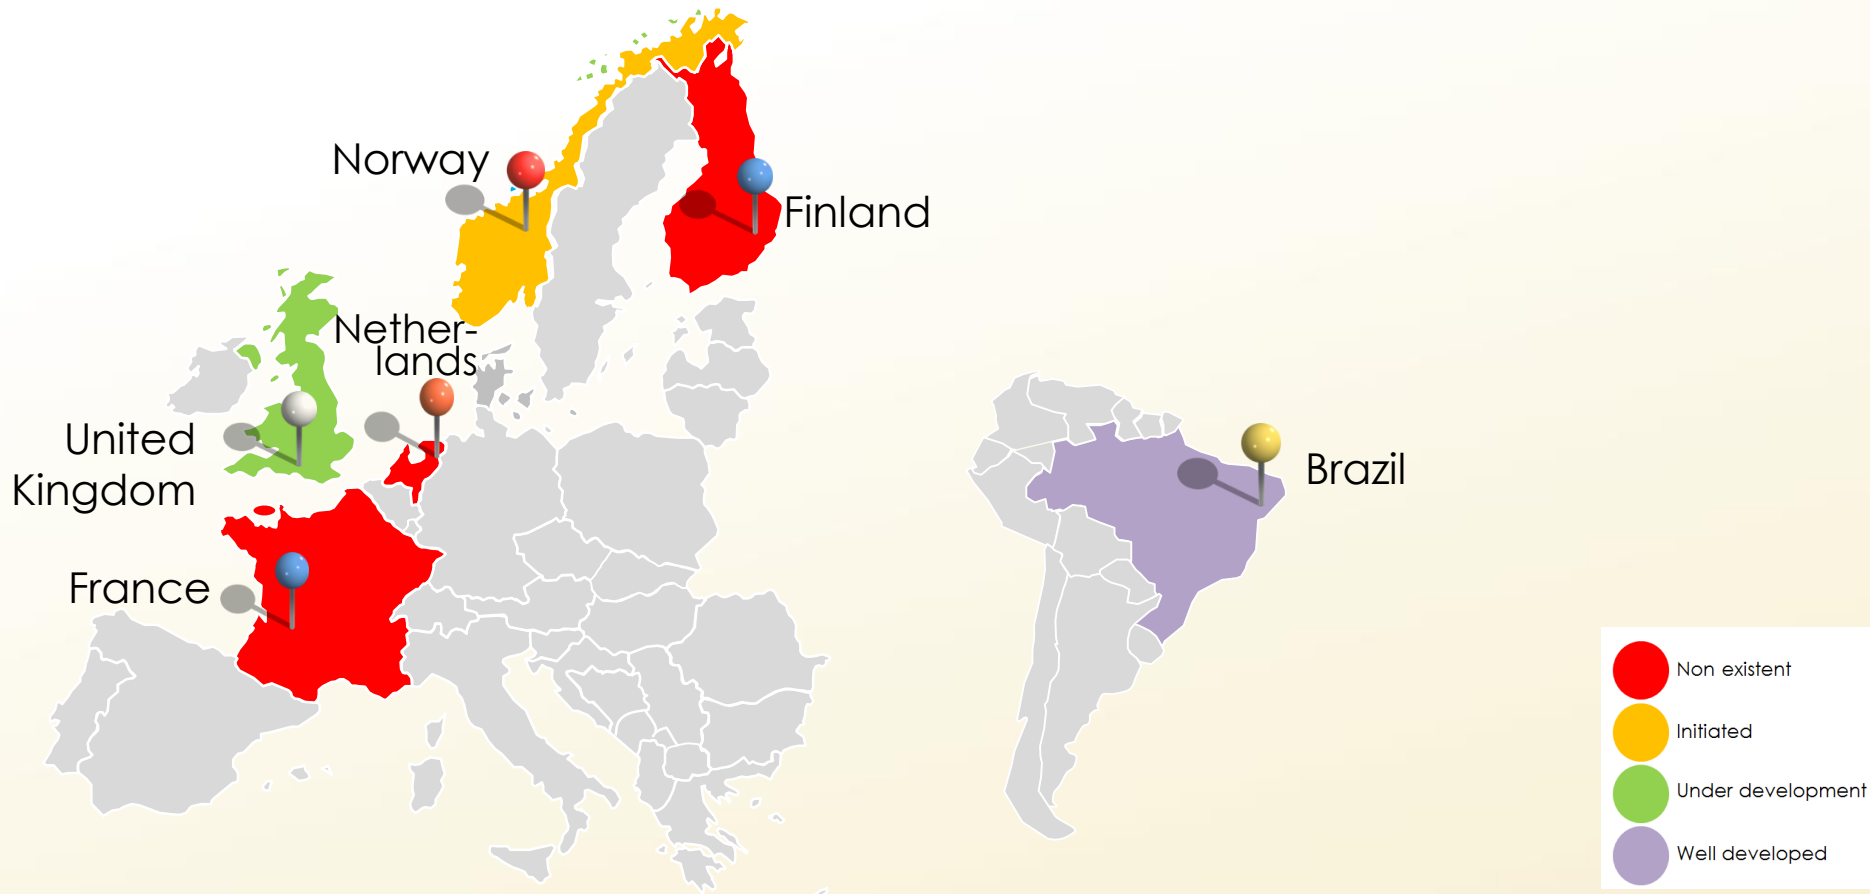 Norway
Finland
Nether-
lands
United
Kingdom
Brazil
France
Non existent
Initiated
Under development
Well developed